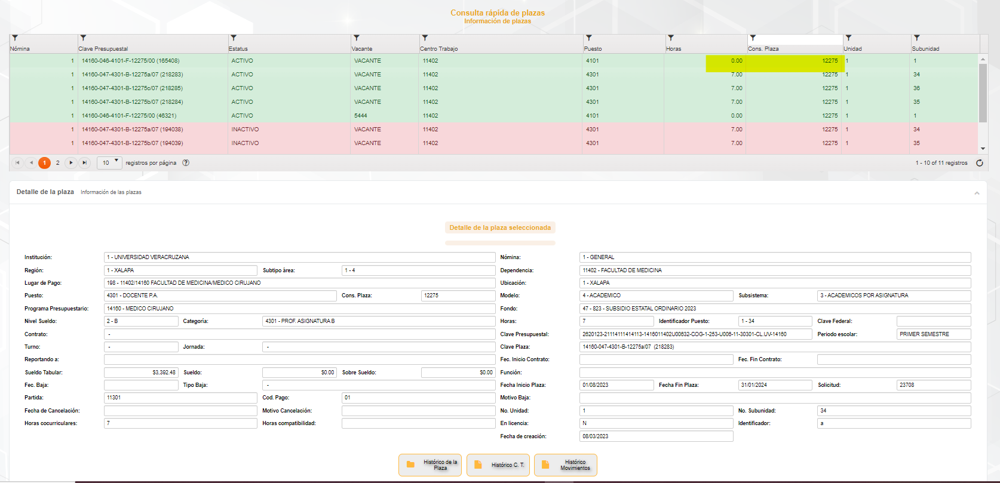 Consulta rápida de plazas
Información de plazas
Nómina Clave Presupuestal Estatus Vacante Centro Trabajo Puesto Horas Cons. Plaza Unidad Subunidad
1 14160-046-4101-F-12275/00 (165408) ACTIVO VACANTE 11402 4101 0.00 12275 1 1
1 14160-047-4301-B-12275a/07 (218283) ACTIVO VACANTE 11402 4301 7.00 12275 1 34
1 14160-047-4301-B-12275c/07 (218285) ACTIVO VACANTE 11402 4301 7.00 12275 1 36
1 14160-047-4301-B-12275b/07 (218284) ACTIVO VACANTE 11402 4301 7.00 12275 1 35
1 14160-046-4101-F-12275/00 (46321) ACTIVO 5444 11402 4101 0.00 12275 1 1
1 14160-047-4301-B-12275a/07 (194038) INACTIVO VACANTE 11402 4301 7.00 12275 1 34
1 14160-047-4301-B-12275b/07 (194039) INACTIVO VACANTE 11402 4301 7.00 12275 1 35
1 2 10 registros por página 1 - 10 of 11 registros
Detalle de la plaza Información de las plazas
Detalle de la plaza seleccionada
Institución: 1 - UNIVERSIDAD VERACRUZANA Nómina: 1 - GENERAL
Región: 1 - XALAPA Subtipo área: 1 - 4 Dependencia: 11402 - FACULTAD DE MEDICINA
Lugar de Pago: 198 - 11402/14160 FACULTAD DE MEDICINA/MEDICO CIRUJANO Ubicación: 1 - XALAPA
Puesto: 4301 - DOCENTE P.A. Cons. Plaza: 12275 Modelo: 4 - ACADEMICO Subsistema: 3 - ACADEMICOS POR ASIGNATURA
Programa Presupuestario: 14160 - MEDICO CIRUJANO Fondo: 47 - 823 - SUBSIDIO ESTATAL ORDINARIO 2023
Nivel Sueldo: 2 - B Categoría: 4301 - PROF. ASIGNATURA B Horas: 7 Identificador Puesto: 1 - 34 Clave Federal:
Contrato: - Clave Presupuestal: 2620123-21114111414113-1416011402U00632-COG-1-253-U006-11-30301-CL.UV-14160 Periodo escolar: PRIMER SEMESTRE
Turno: - Jornada: - Clave Plaza: 14160-047-4301-B-12275a/07 (218283)
Reportando a: Fec. Inicio Contrato: Fec. Fin Contrato:
Sueldo Tabular: $3,392.48 Sueldo: $0.00 Sobre Sueldo: $0.00 Función:
Fec. Baja: Tipo Baja: - Fecha Inicio Plaza: 01/08/2023 Fecha Fin Plaza: 31/01/2024 Solicitud: 23708
Partida: 11301 Cod. Pago: 01 Motivo Baja:
Fecha de Cancelación: Motivo Cancelación: No. Unidad: 1 No. Subunidad: 34
Horas cocurriculares: 7 Horas compatibilidad: En licencia: N Identificador: a
Fecha de creación: 08/03/2023
Histórico de la Plaza Histórico C. T. Histórico Movimientos